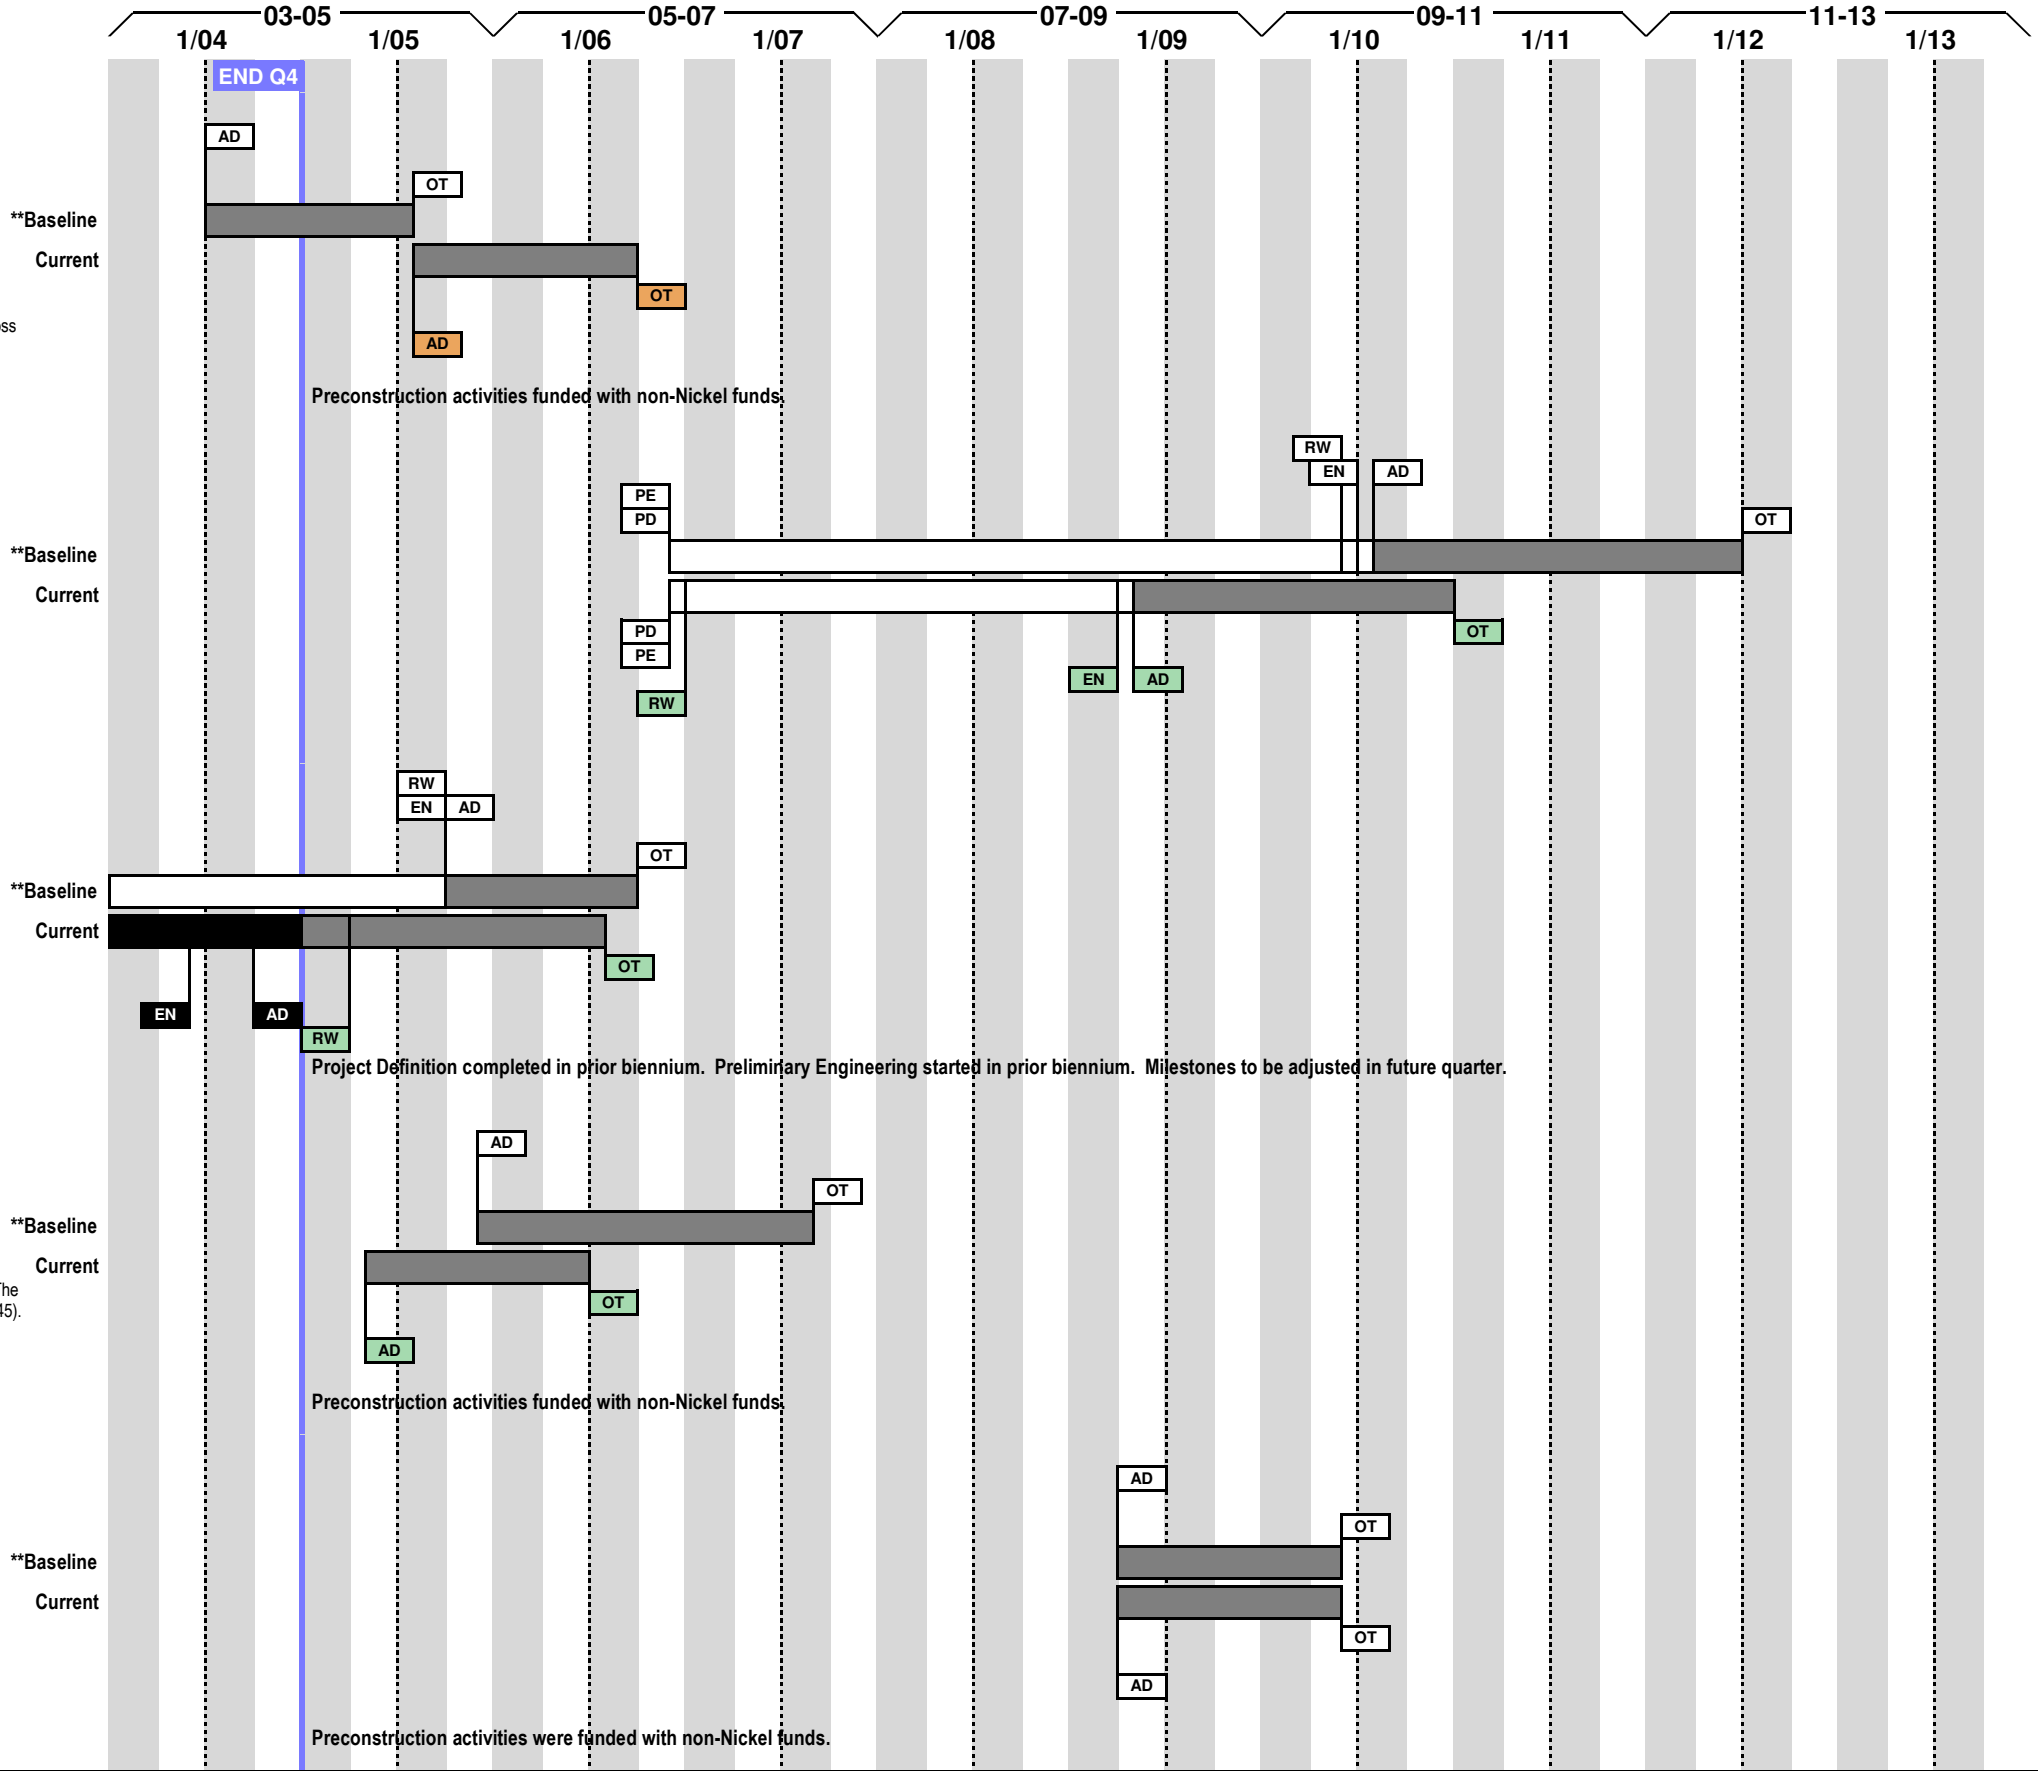 03-05 05-07 07-09 09-11 11-13
1/04 1/05 1/06 1/07 1/08 1/09 1/10 1/11 1/12 1/13
END Q4
AD
OT
**Baseline
Current
OT
oss
AD
Preconstruction activities funded with non-Nickel funds.
RW
EN AD
PE
PD OT
**Baseline
Current
PD OT
PE
EN AD
RW
RW
EN AD
OT
**Baseline
Current
OT
EN AD
RW
Project Definition completed in prior biennium. Preliminary Engineering started in prior biennium. Milestones to be adjusted in future quarter.
AD
OT
**Baseline
Current
The
OT
45).
AD
Preconstruction activities funded with non-Nickel funds.
AD
OT
**Baseline
Current
OT
AD
Preconstruction activities were funded with non-Nickel funds.